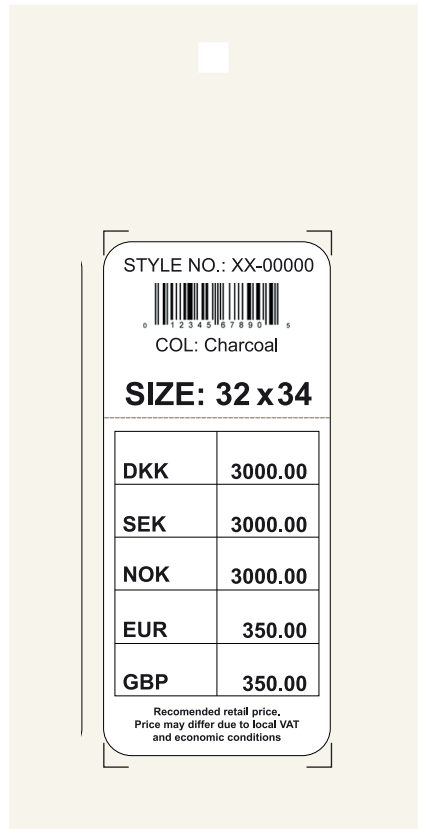 STYLE NO.: XX-00000
0 12345 67890 5
COL: Charcoal
SIZE: 32 x 34
DKK 3000.00
SEK 3000.00
NOK 3000.00
EUR 350.00
GBP 350.00
Recomended retail price.
Price may differ due to local VAT
and economic conditions